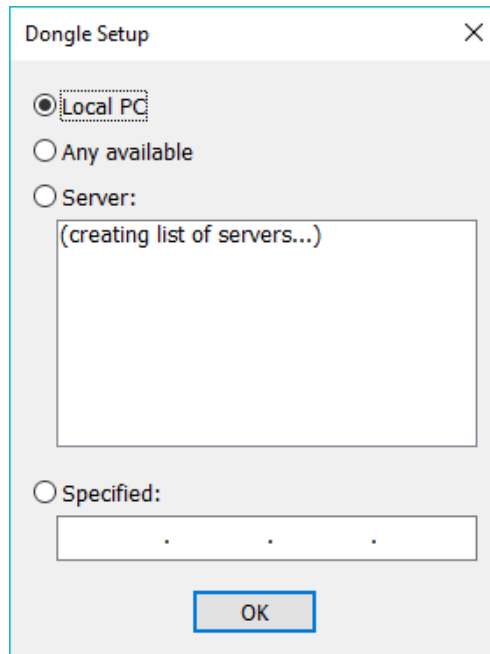 Dongle Setup
Local PC
Any available
Server:
(creating list of servers...)
Specified:
. . .
OK